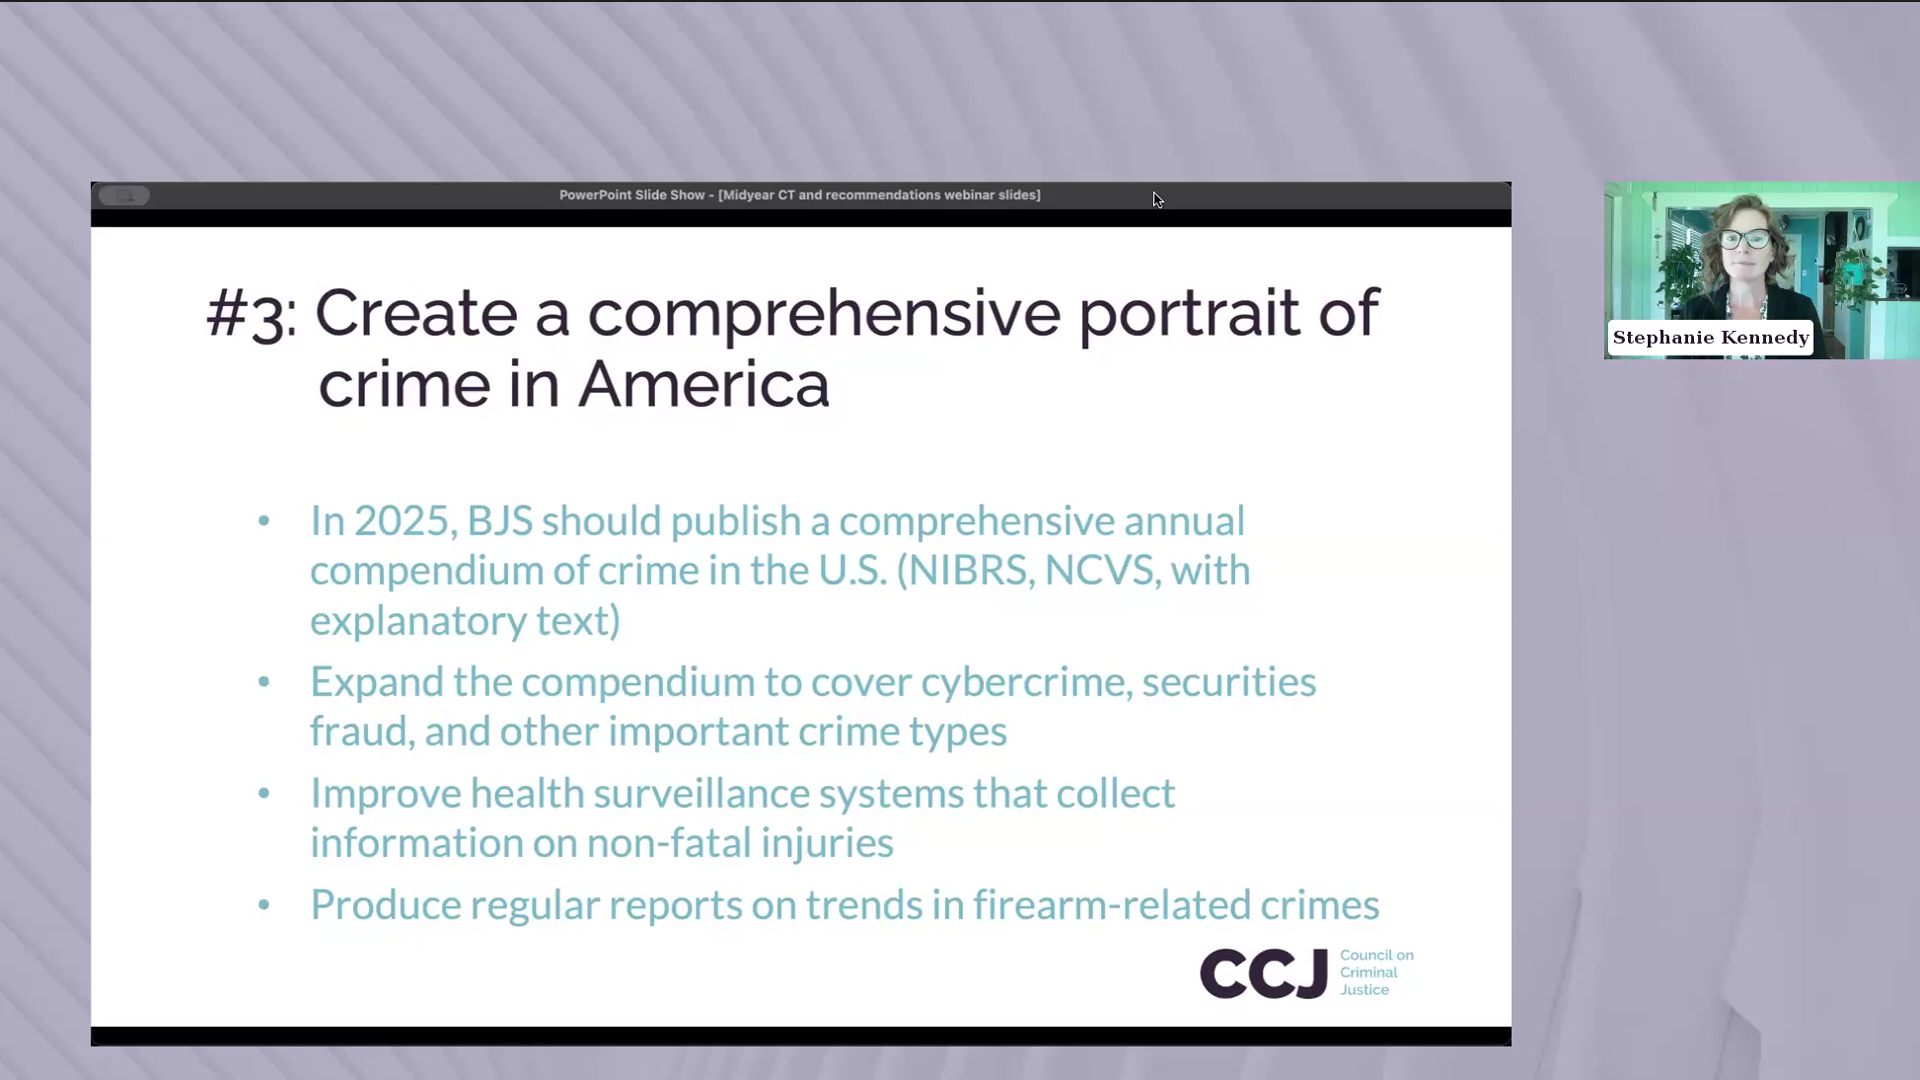 PowerPoint Slide Show - [Midyear CT and recommendations webinar slides]
#3: Create a comprehensive portrait of
crime in America
• In 2025, BJS should publish a comprehensive annual
compendium of crime in the U.S. (NIBRS, NCVS, with
explanatory text)
• Expand the compendium to cover cybercrime, securities
fraud, and other important crime types
• Improve health surveillance systems that collect
information on non-fatal injuries
• Produce regular reports on trends in firearm-related crimes
CCJ
Council on
Criminal
Justice
Stephanie Kennedy